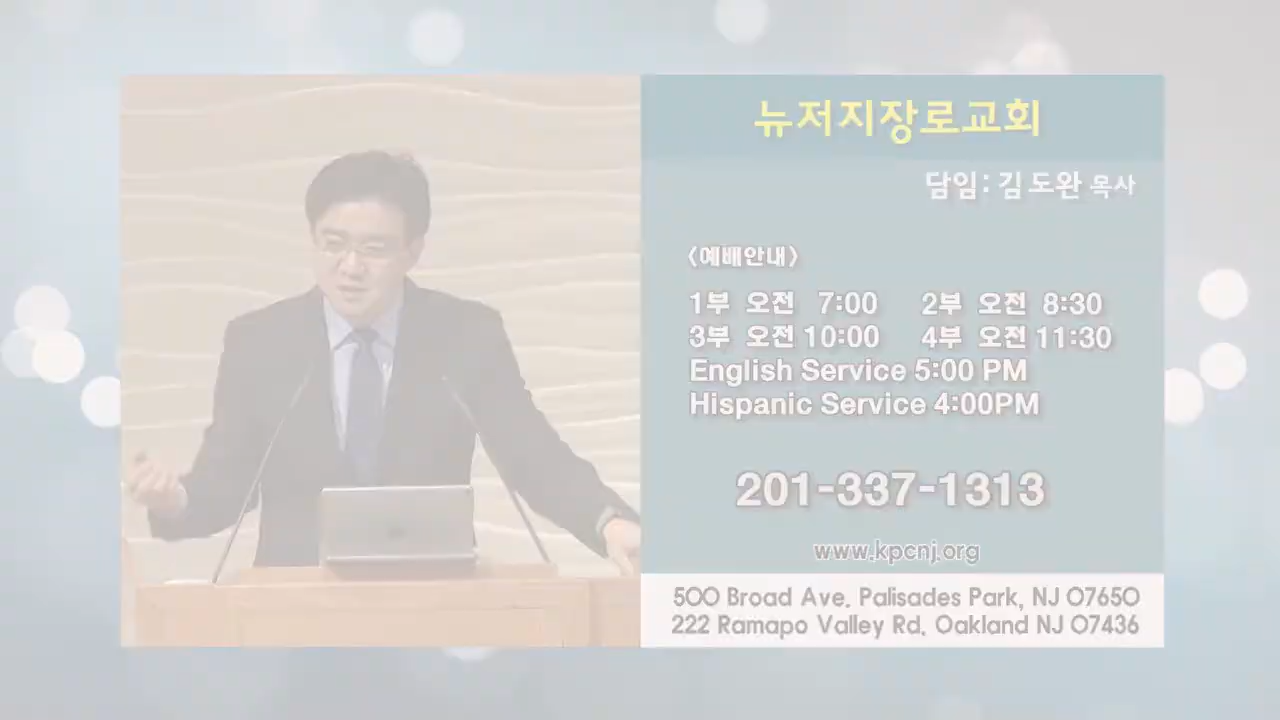 뉴저지장로교회
담임: 김도완 목사
<예배안내>
1부 오전 7:00 2부 오전 8:30
3부 오전 10:00 4부 오전 11:30
English Service 5:00 PM
Hispanic Service 4:00PM
201-337-1313
www.kpcnj.org
500 Broad Ave, Palisades Park, NJ 07650
222 Ramapo Valley Rd, Oakland NJ 07436